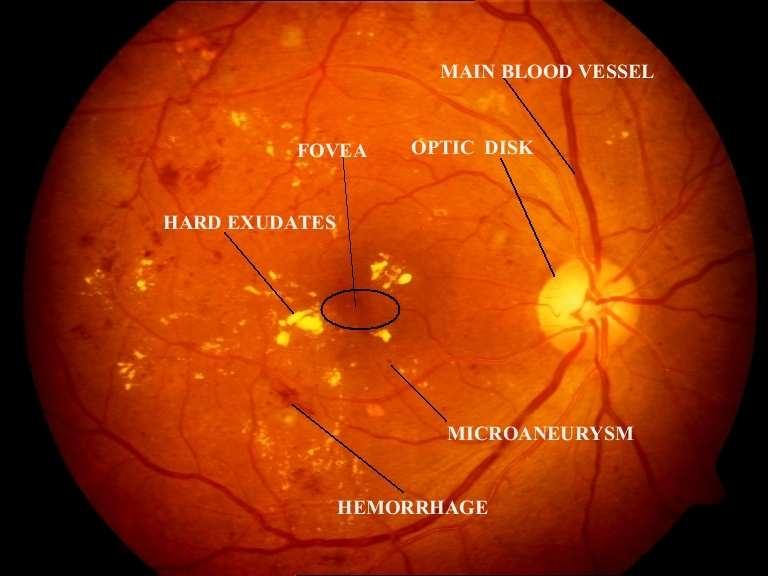 MAIN BLOOD VESSEL
FOVEA
OPTIC DISK
HARD EXUDATES
MICROANEURYSM
HEMORRHAGE